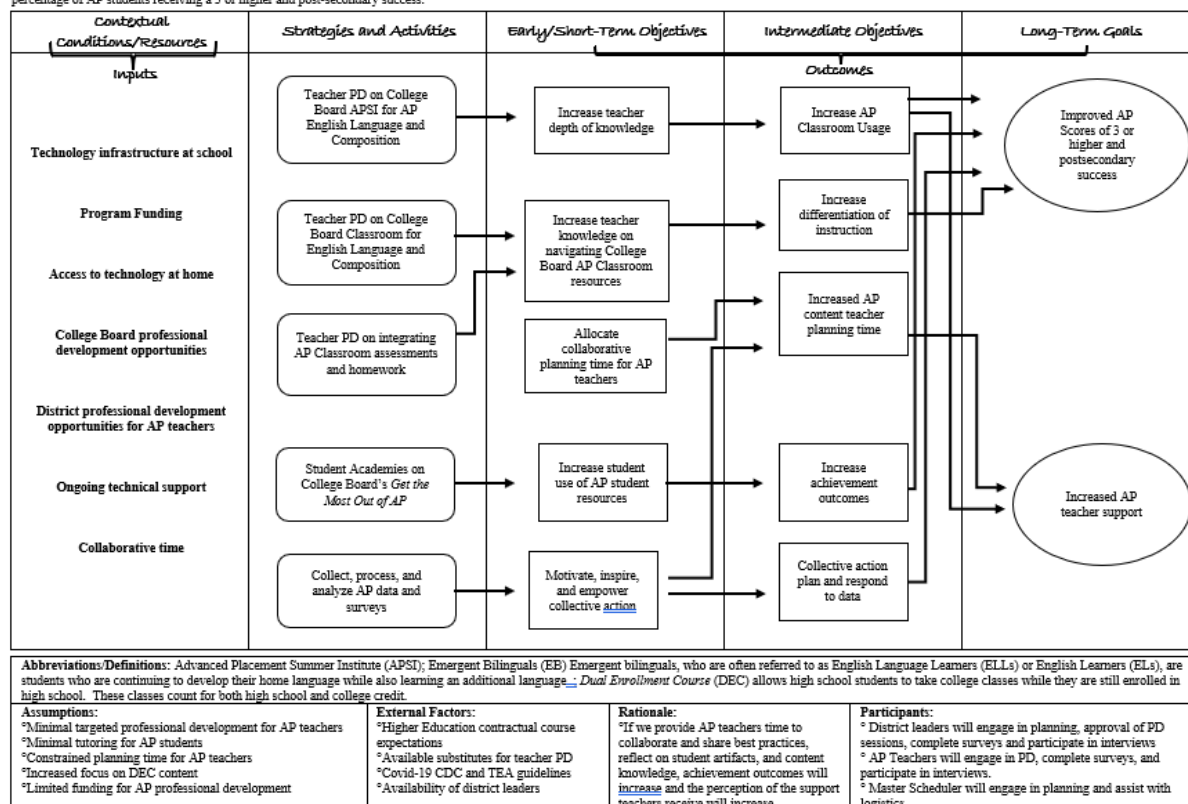 percentage of AP students receiving a 3 or higher and post-secondary success.
Contextual
Conditions/Resources
Strategies and Activities
Early/Short-Term Objectives
Intermediate Objectives
Long-Term Goals
Inputs
Outcomes
Technology infrastructure at school
Program Funding
Access to technology at home
College Board professional
development opportunities
District professional development
opportunities for AP teachers
Ongoing technical support
Collaborative time
Teacher PD on College
Board APSI for AP
English Language and
Composition
Teacher PD on College
Board Classroom for
English Language and
Composition
Teacher PD on integrating
AP Classroom assessments
and homework
Student Academies on
College Board's Get the
Most Out of AP
Collect, process, and
analyze AP data and
surveys
Increase teacher
depth of knowledge
Increase teacher
knowledge on
navigating College
Board AP Classroom
resources
Allocate
collaborative
planning time for AP
teachers
Increase student
use of AP student
resources
Motivate, inspire,
and empower
collective action
Increase AP
Classroom Usage
Increase
differentiation of
instruction
Increased AP
content teacher
planning time
Increase
achievement
outcomes
Collective action
plan and respond to
data
Improved AP
Scores of 3 or
higher and
postsecondary
success
Increased AP
teacher support
Abbreviations/Definitions: Advanced Placement Summer Institute (APSI); Emergent Bilinguals (EB) Emergent bilinguals, who are often referred to as English Language Learners (ELLs) or English Learners (ELs), are
students who are continuing to develop their home language while also learning an additional language.; Dual Enrollment Course (DEC) allows high school students to take college classes while they are still enrolled in
high school. These classes count for both high school and college credit.
Assumptions:
°Minimal targeted professional development for AP teachers
°Minimal tutoring for AP students
°Constrained planning time for AP teachers
°Increased focus on DEC content
°Limited funding for AP professional development
External Factors:
°Higher Education contractual course
expectations
°Available substitutes for teacher PD
°Covid-19 CDC and TEA guidelines
°Availability of district leaders
Rationale:
°If we provide AP teachers time to
collaborate and share best practices,
reflect on student artifacts, and content
knowledge, achievement outcomes will
increase and the perception of the support
teachers receive will increase
Participants:
° District leaders will engage in planning, approval of PD
sessions, complete surveys and participate in interviews
° AP Teachers will engage in PD, complete surveys, and
participate in interviews.
° Master Scheduler will engage in planning and assist with
logistics